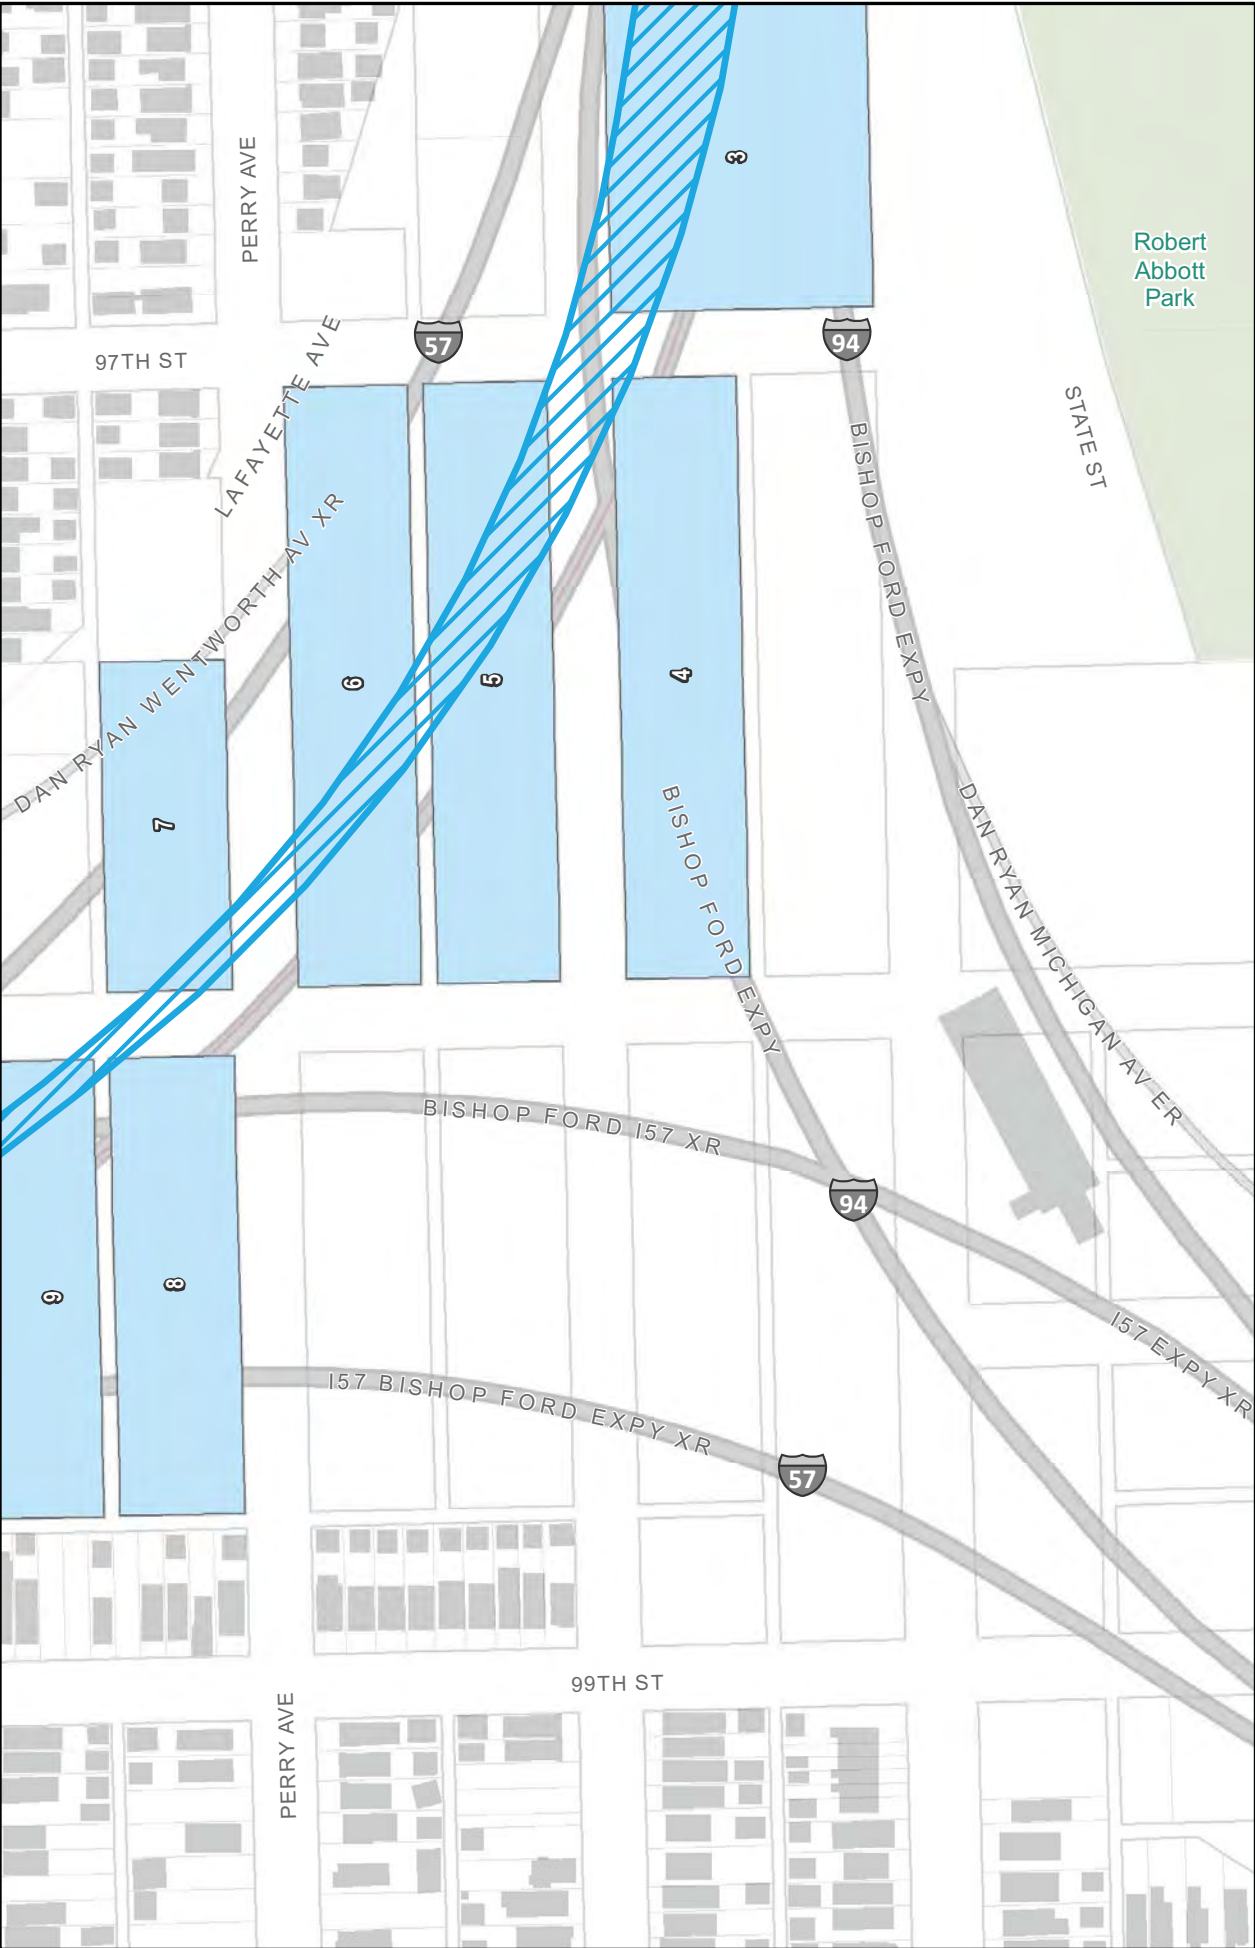 3
PERRY AVE
Robert
Abbott
Park
57
94
97TH ST
LAFAYETTE AVE
STATE ST
BISHOP FORD EXPY
DAN RYAN WENTWORTH AV XR
6
5
4
7
BISHOP FORD EXPY
DAN RYAN MICHIGAN AV ER
BISHOP FORD I57 XR
94
9
8
I57 EXPY XR
I57 BISHOP FORD EXPY XR
57
99TH ST
PERRY AVE